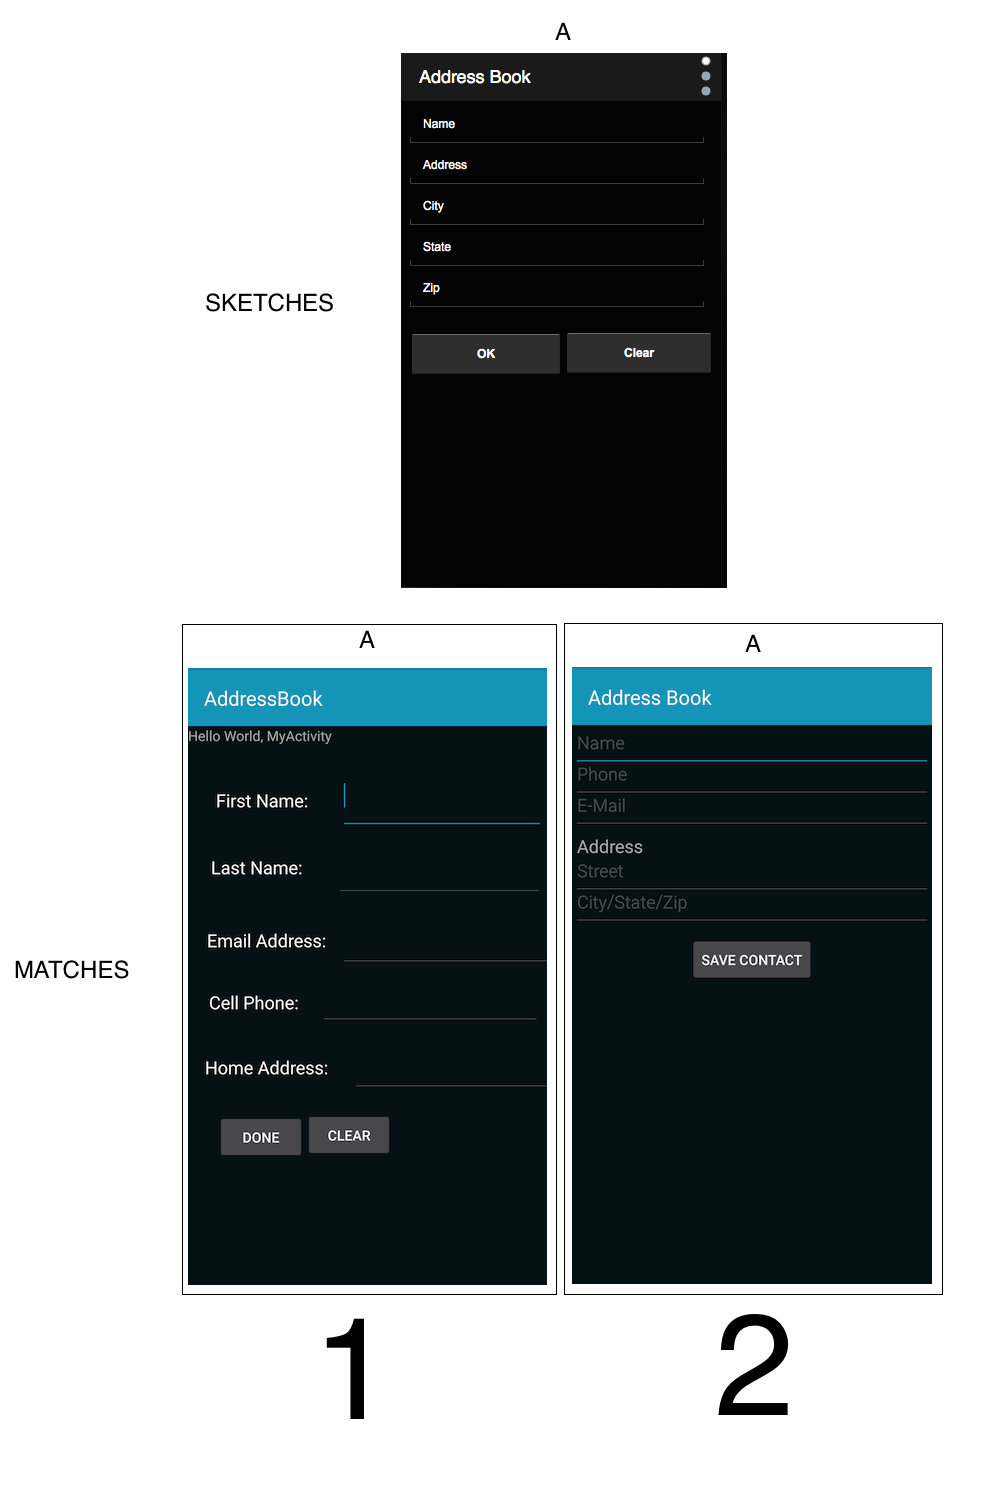 A
Address Book
Name
Address
City
State
Zip
OK Clear
SKETCHES
MATCHES
A
AddressBook
Hello World, MyActivity
First Name:
Last Name:
Email Address:
Cell Phone:
Home Address:
DONE CLEAR
1
A
Address Book
Name
Phone
E-Mail
Address
Street
City/State/Zip
SAVE CONTACT
2